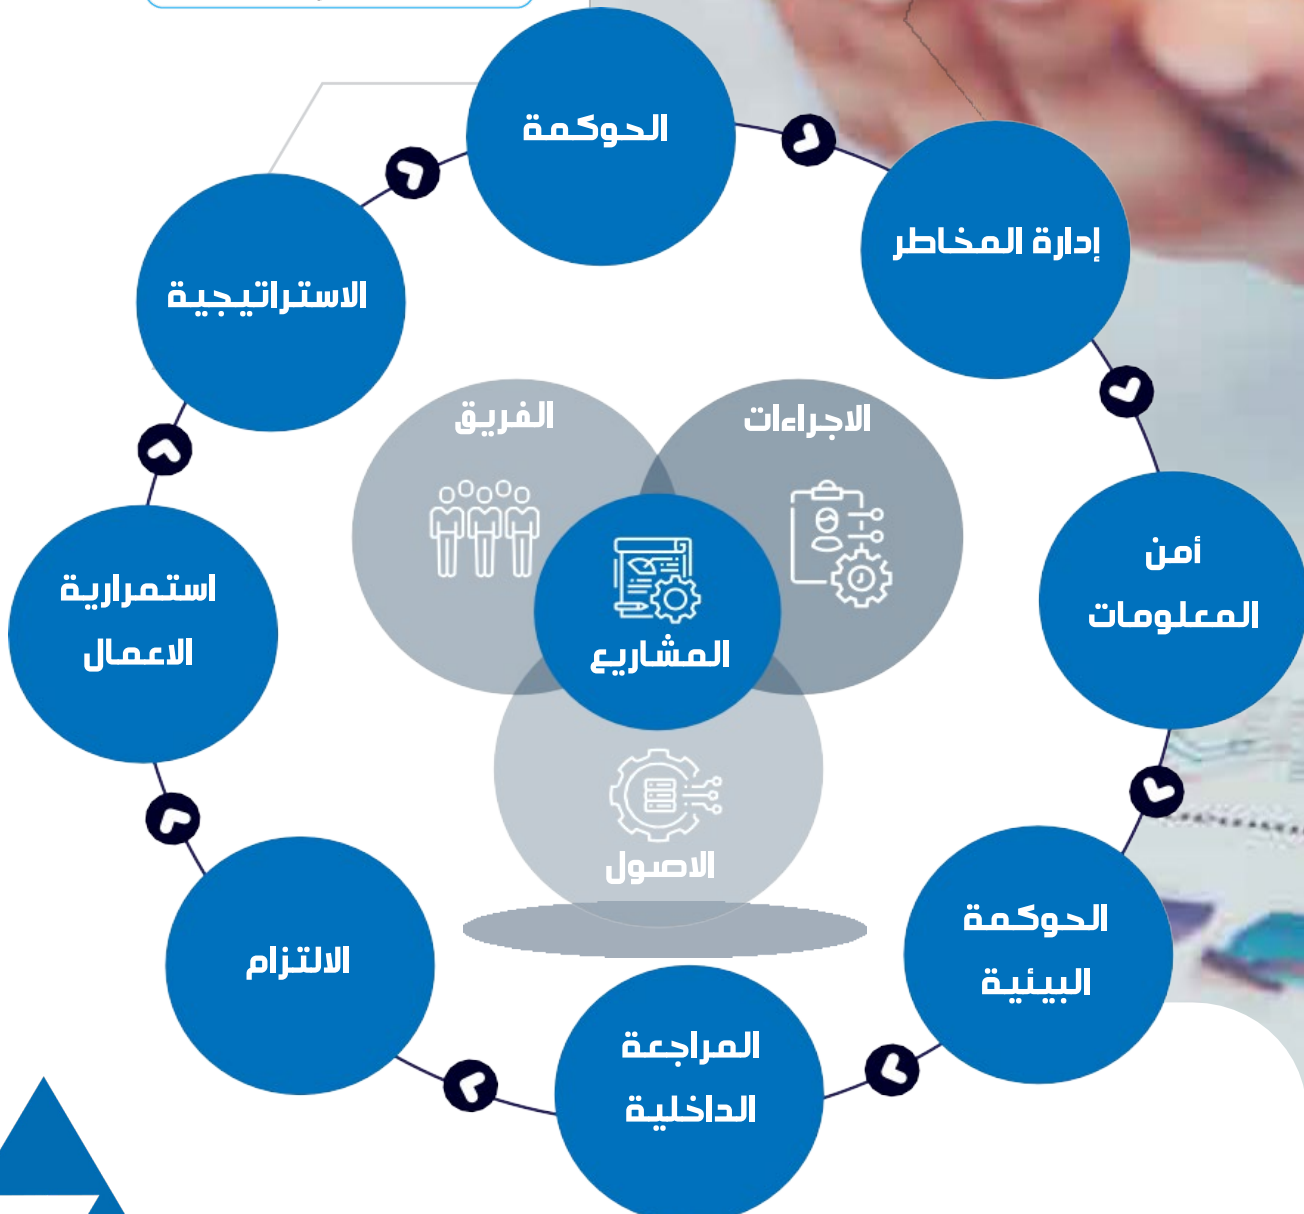 الحوكمة
إدارة المخاطر
أمن
المعلومات
الحوكمة
البيئية
المراجعة
الداخلية
الالتزام
استمرارية
الاعمال
الاستراتيجية
الفريق
الاجراءات
المشاريع
الاصول